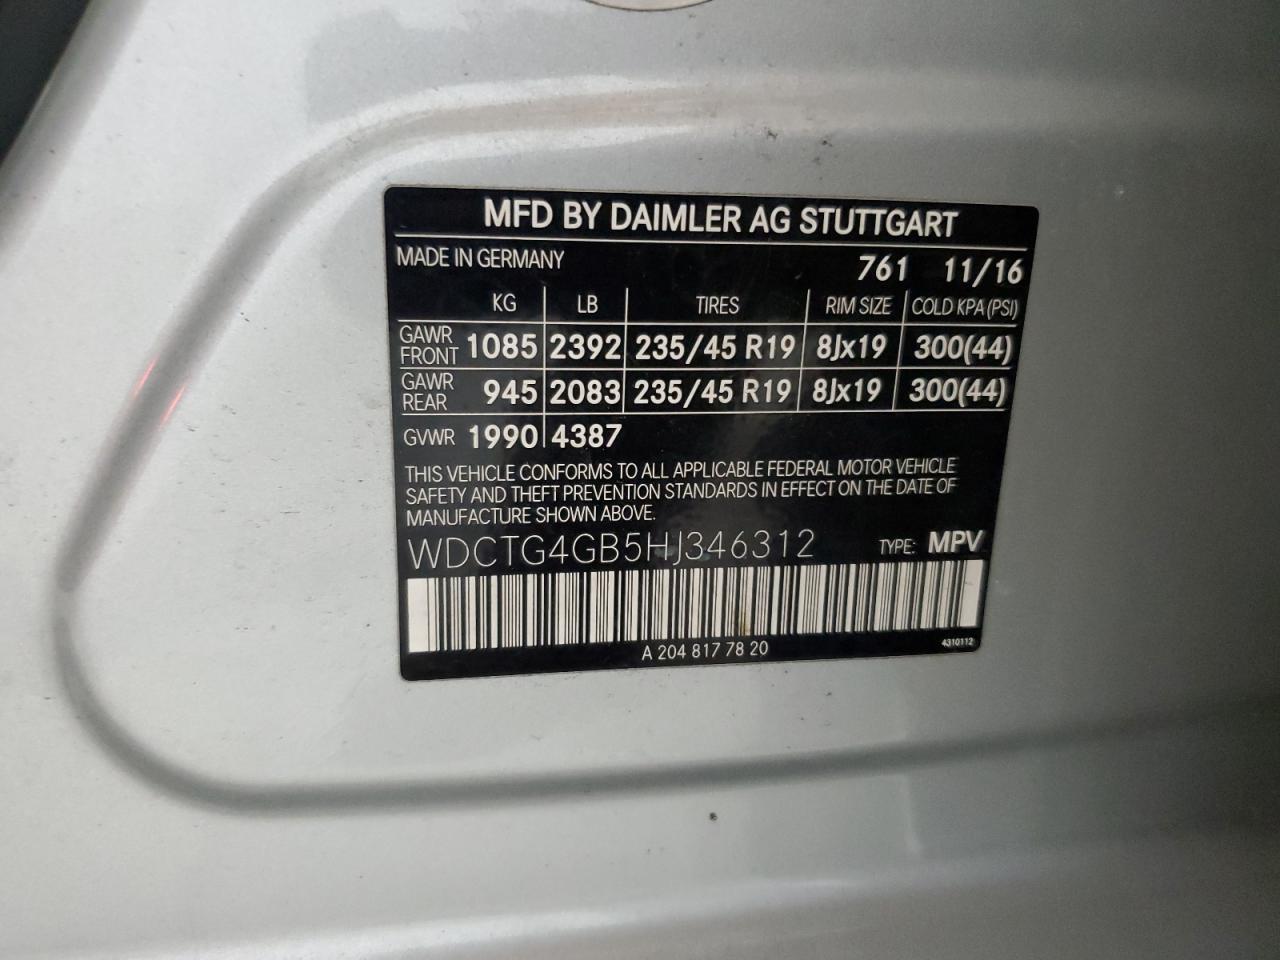 MFD BY DAIMLER AG STUTTGART
MADE IN GERMANY 761 11/16
KG LB TIRES RIM SIZE COLD KPA (PSI)
GAWR FRONT 1085 2392 235/45 R19 8Jx19 300(44)
GAWR REAR 945 2083 235/45 R19 8Jx19 300(44)
GVWR 1990 4387
THIS VEHICLE CONFORMS TO ALL APPLICABLE FEDERAL MOTOR VEHICLE
SAFETY AND THEFT PREVENTION STANDARDS IN EFFECT ON THE DATE OF
MANUFACTURE SHOWN ABOVE.
WDCTG4GB5HJ346312 TYPE: MPV
A 204 817 78 20 4310112